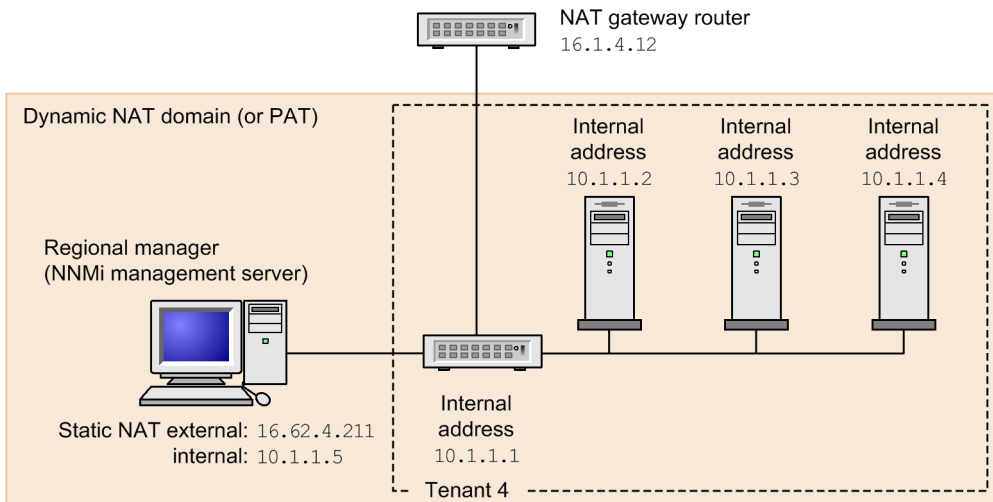 NAT gateway router
16.1.4.12
Dynamic NAT domain (or PAT)
Internal
address
10.1.1.2
Internal
address
10.1.1.3
Internal
address
10.1.1.4
Regional manager
(NNMi management server)
Static NAT external: 16.62.4.211
internal: 10.1.1.5
Internal
address
10.1.1.1
Tenant 4